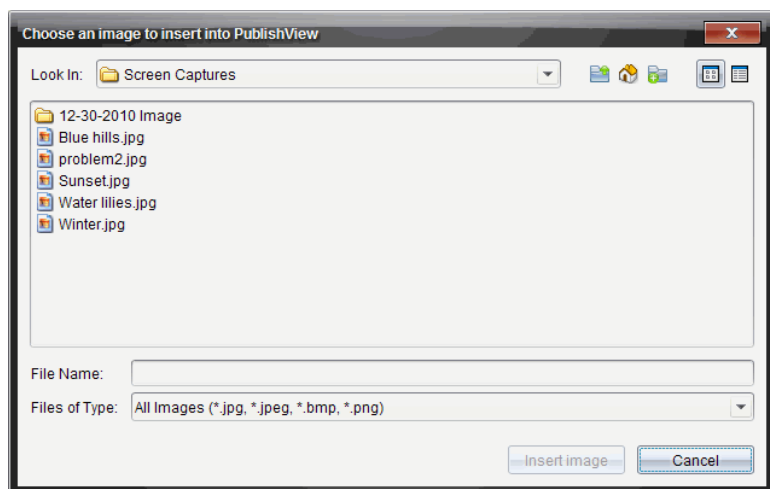 Choose an image to insert into PublishView
Look In: Screen Captures
12-30-2010 Image
Blue hills.jpg
problem2.jpg
Sunset.jpg
Water lilies.jpg
Winter.jpg
File Name:
Files of Type: All Images (*.jpg, *.jpeg, *.bmp, *.png)
Insert image Cancel